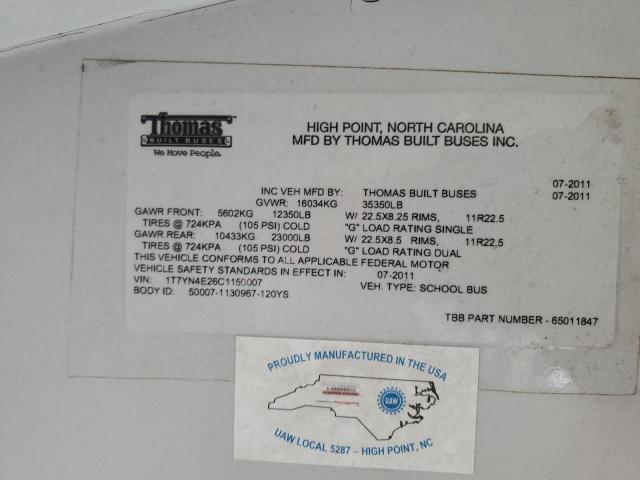 Thomas
BUILT BUSES
We Move People.
HIGH POINT, NORTH CAROLINA
MFD BY THOMAS BUILT BUSES INC.
07-2011
INC VEH MFD BY: THOMAS BUILT BUSES 07-2011
GVWR: 16034KG 35350LB
GAWR FRONT: 5602KG 12350LB W/ 22.5X8.25 RIMS, 11R22.5
TIRES @ 724KPA (105 PSI) COLD "G" LOAD RATING SINGLE
GAWR REAR: 10433KG 23000LB W/ 22.5X8.5 RIMS, 11R22.5
TIRES @ 724KPA (105 PSI) COLD "G" LOAD RATING DUAL
THIS VEHICLE CONFORMS TO ALL APPLICABLE FEDERAL MOTOR
VEHICLE SAFETY STANDARDS IN EFFECT IN: 07-2011
VIN: 1T7YN4E26C1150007 VEH. TYPE: SCHOOL BUS
BODY ID: 50007-1130967-120YS
TBB PART NUMBER - 65011847
PROUDLY MANUFACTURED IN THE USA
UAW
UAW LOCAL 5287 – HIGH POINT, NC